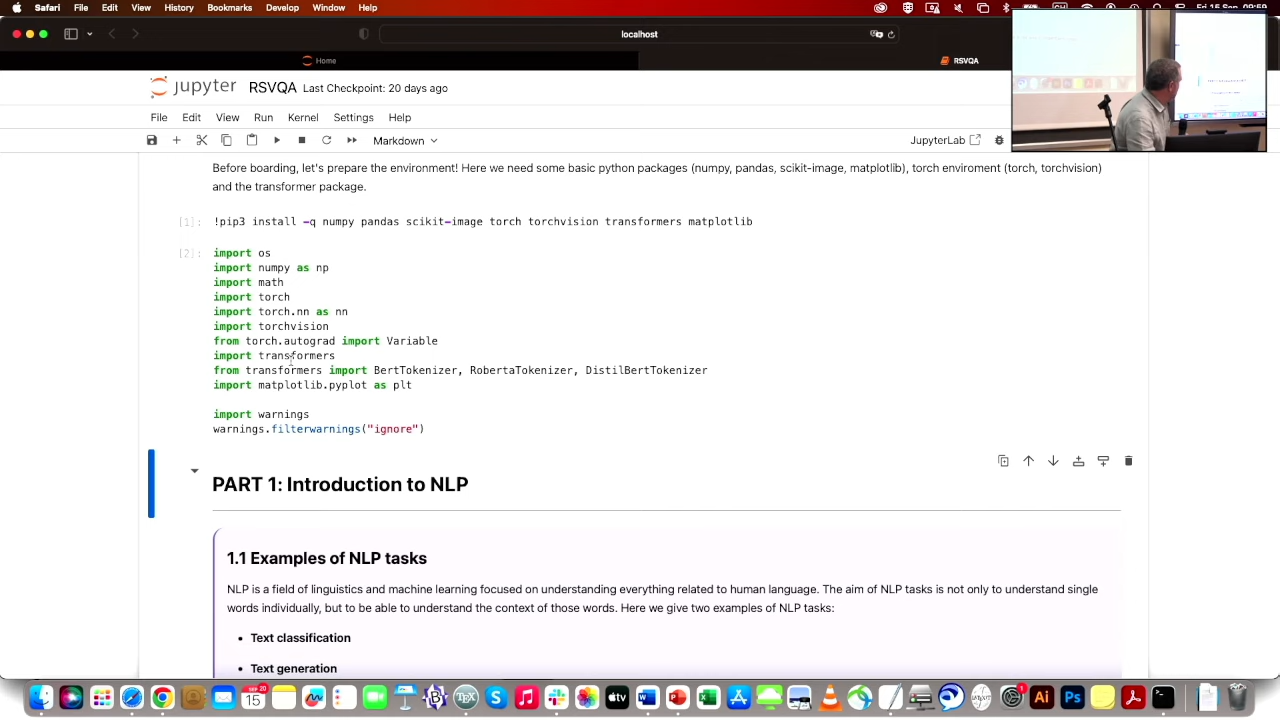 Safari File Edit View History Bookmarks Develop Window Help
localhost
Home
RSVQA
jupyter RSVQA Last Checkpoint: 20 days ago
File Edit View Run Kernel Settings Help
Markdown
JupyterLab
Before boarding, let's prepare the environment! Here we need some basic python packages (numpy, pandas, scikit-image, matplotlib), torch enviroment (torch, torchvision)
and the transformer package.
[1]: !pip3 install -q numpy pandas scikit-image torch torchvision transformers matplotlib
[2]: import os
import numpy as np
import math
import torch
import torch.nn as nn
import torchvision
from torch.autograd import Variable
import transformers
from transformers import BertTokenizer, RobertaTokenizer, DistilBertTokenizer
import matplotlib.pyplot as plt
import warnings
warnings.filterwarnings("ignore")
PART 1: Introduction to NLP
1.1 Examples of NLP tasks
NLP is a field of linguistics and machine learning focused on understanding everything related to human language. The aim of NLP tasks is not only to understand single
words individually, but to be able to understand the context of those words. Here we give two examples of NLP tasks:
• Text classification
• Text generation
15
tv
TEX
Ai
Ps